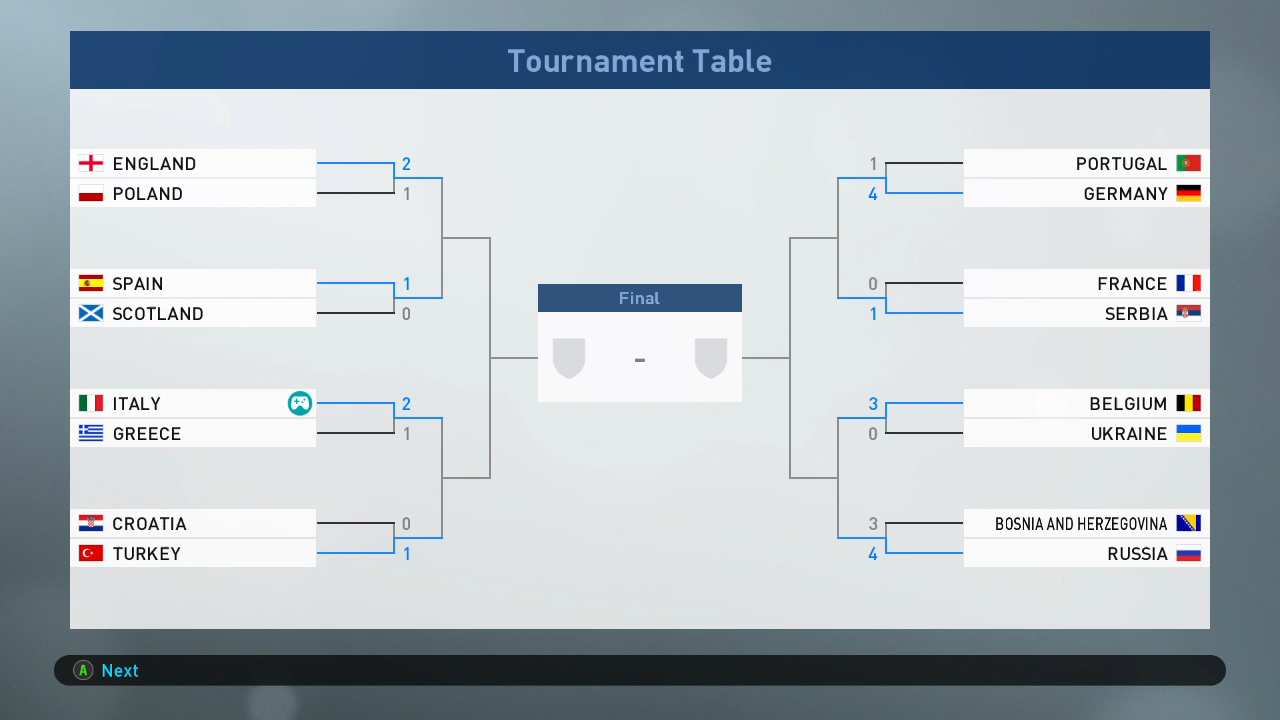 Tournament Table
ENGLAND 2
POLAND 1
SPAIN 1
SCOTLAND 0
ITALY 2
GREECE 1
CROATIA 0
TURKEY 1
Final
-
1 PORTUGAL
4 GERMANY
0 FRANCE
1 SERBIA
3 BELGIUM
0 UKRAINE
3 BOSNIA AND HERZEGOVINA
4 RUSSIA
A Next